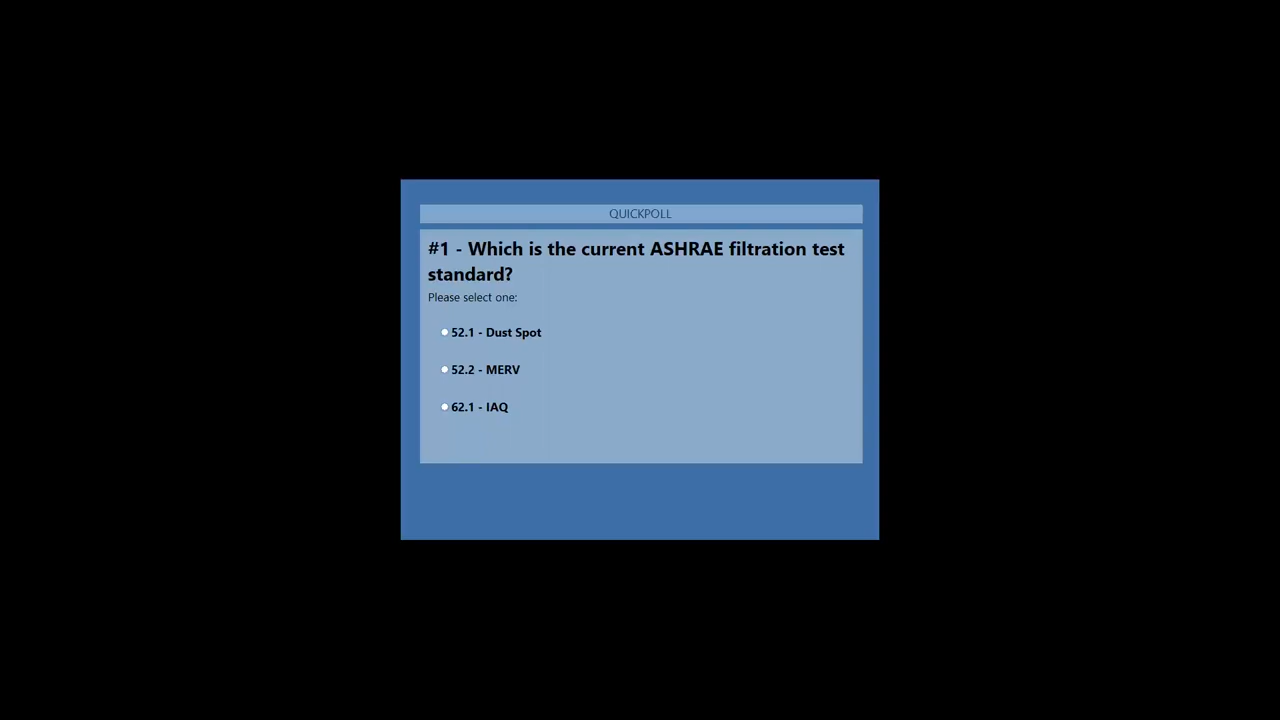 QUICKPOLL
#1 - Which is the current ASHRAE filtration test
standard?
Please select one:
52.1 - Dust Spot
52.2 - MERV
62.1 - IAQ